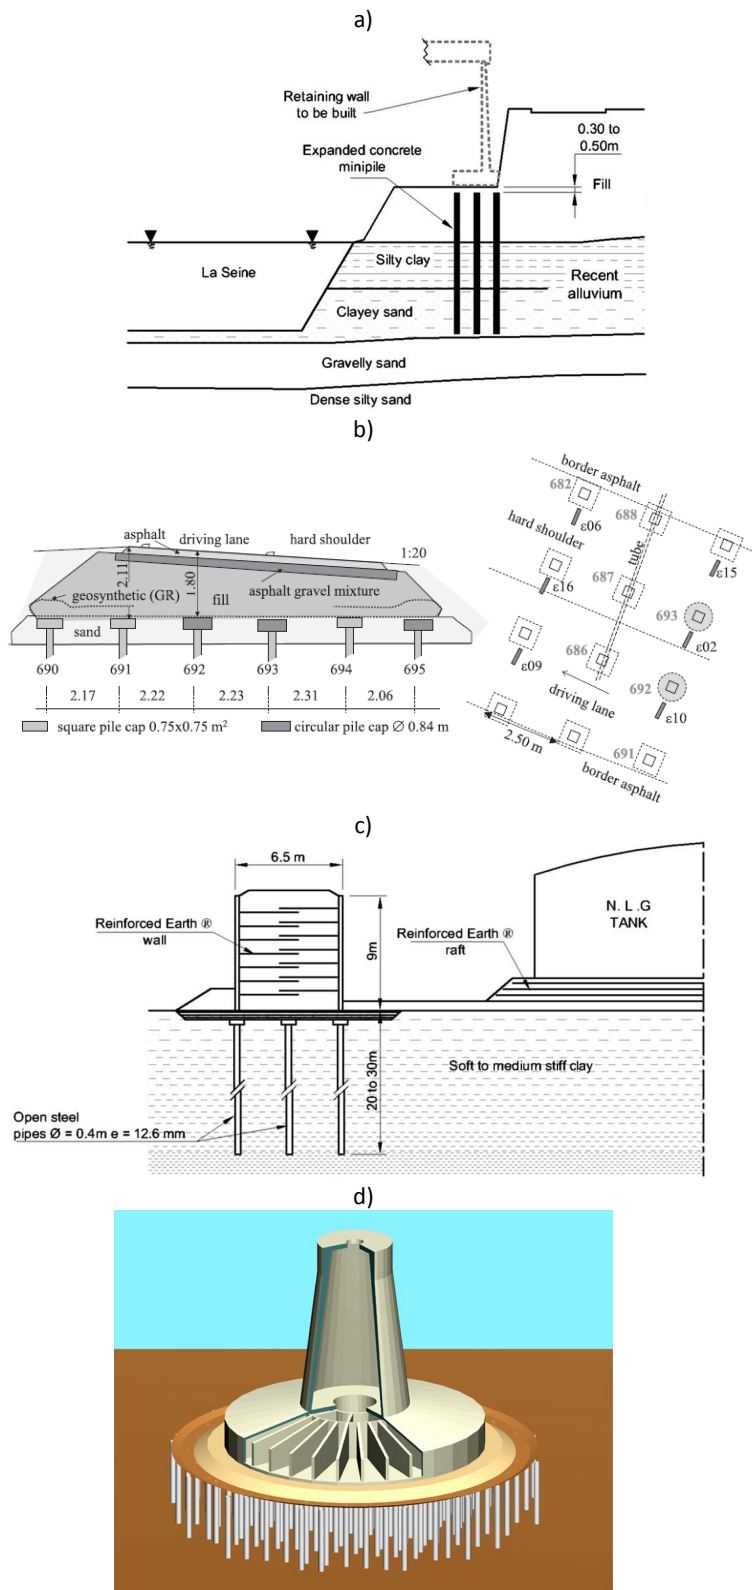 a)
Retaining wall
to be built
0.30 to
0.50m
Expanded concrete
minipile
Fill
La Seine
Silty clay
Recent
alluvium
Clayey sand
Gravelly sand
Dense silty sand
b)
asphalt
driving lane
hard shoulder
1:20
2.11
1.80
geosynthetic (GR)
fill
asphalt gravel mixture
sand
690
691
692
693
694
695
2.17
2.22
2.23
2.31
2.06
square pile cap 0.75x0.75 m²
circular pile cap Ø 0.84 m
border asphalt
682
688
ε06
hard shoulder
tube
ε15
ε16
687
693
ε02
ε09
686
driving lane
692
ε10
2.50 m
691
border asphalt
c)
6.5 m
Reinforced Earth ®
wall
9m
N. L .G
TANK
Reinforced Earth ®
raft
20 to 30m
Soft to medium stiff clay
Open steel
pipes Ø = 0.4m e = 12.6 mm
d)